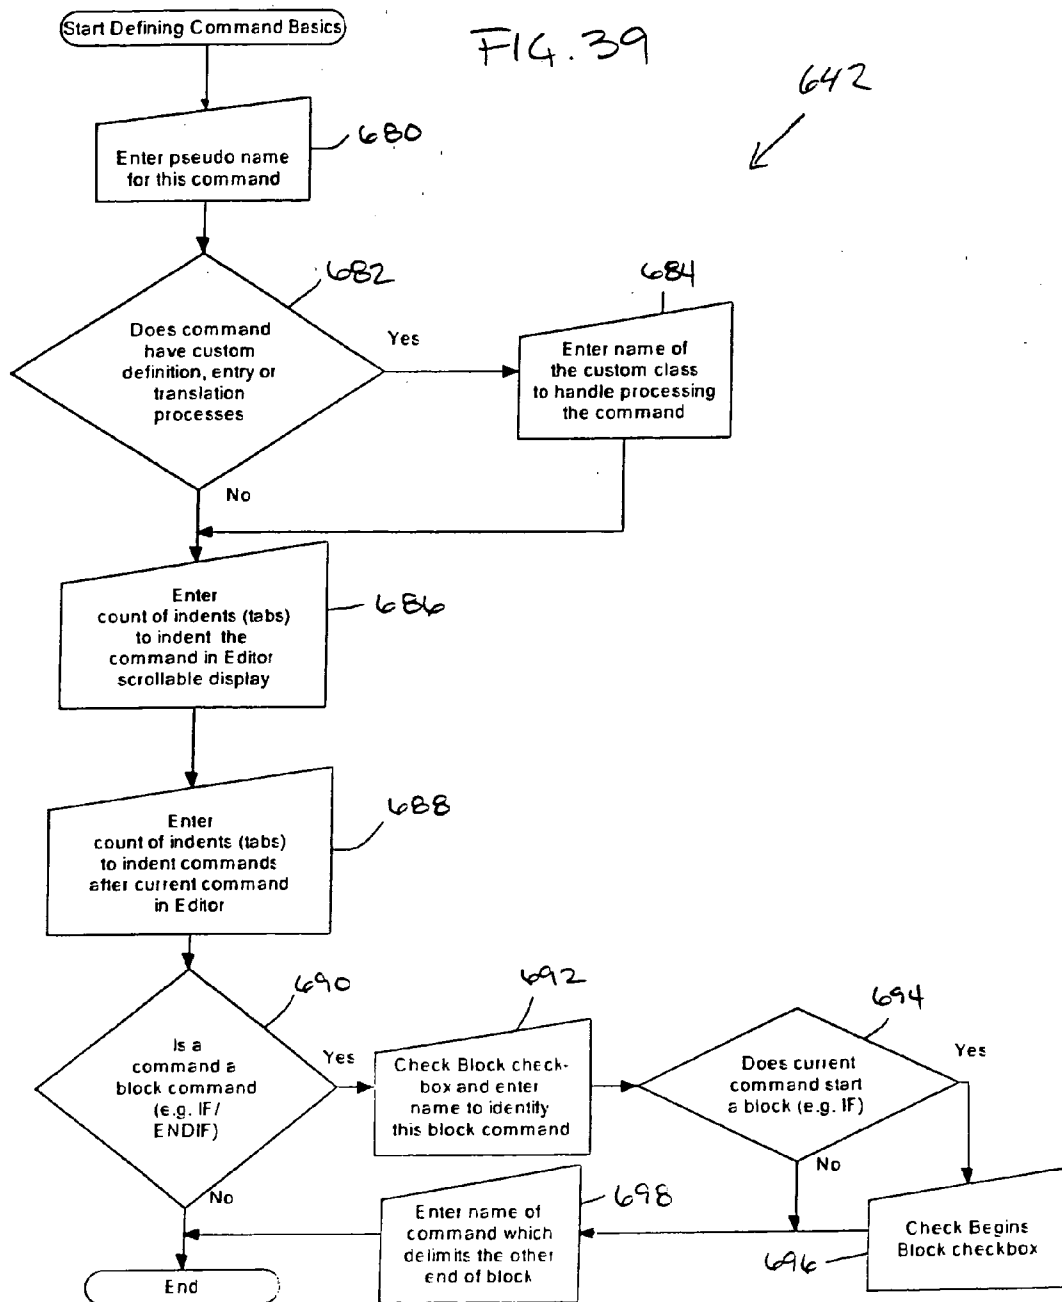 Start Defining Command Basics
FIG. 39
642
Enter pseudo name
for this command
680
682
Does command
have custom
definition, entry or
translation
processes
Yes
684
Enter name of
the custom class
to handle processing
the command
No
Enter
count of indents (tabs)
to indent the
command in Editor
scrollable display
686
Enter
count of indents (tabs)
to indent commands
after current command
in Editor
688
690
Is a
command a
block command
(e.g. IF/
ENDIF)
Yes
692
Check Block check-
box and enter
name to identity
this block command
694
Does current
command start
a block (e.g. IF)
Yes
No
No
Enter name of
command which
delimits the other
end of block
698
Check Begins
Block checkbox
696
End